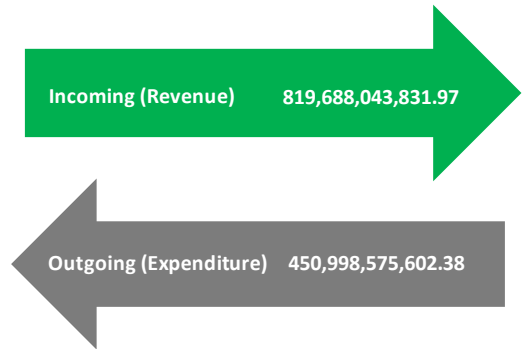 Incoming (Revenue) 819,688,043,831.97
Outgoing (Expenditure) 450,998,575,602.38